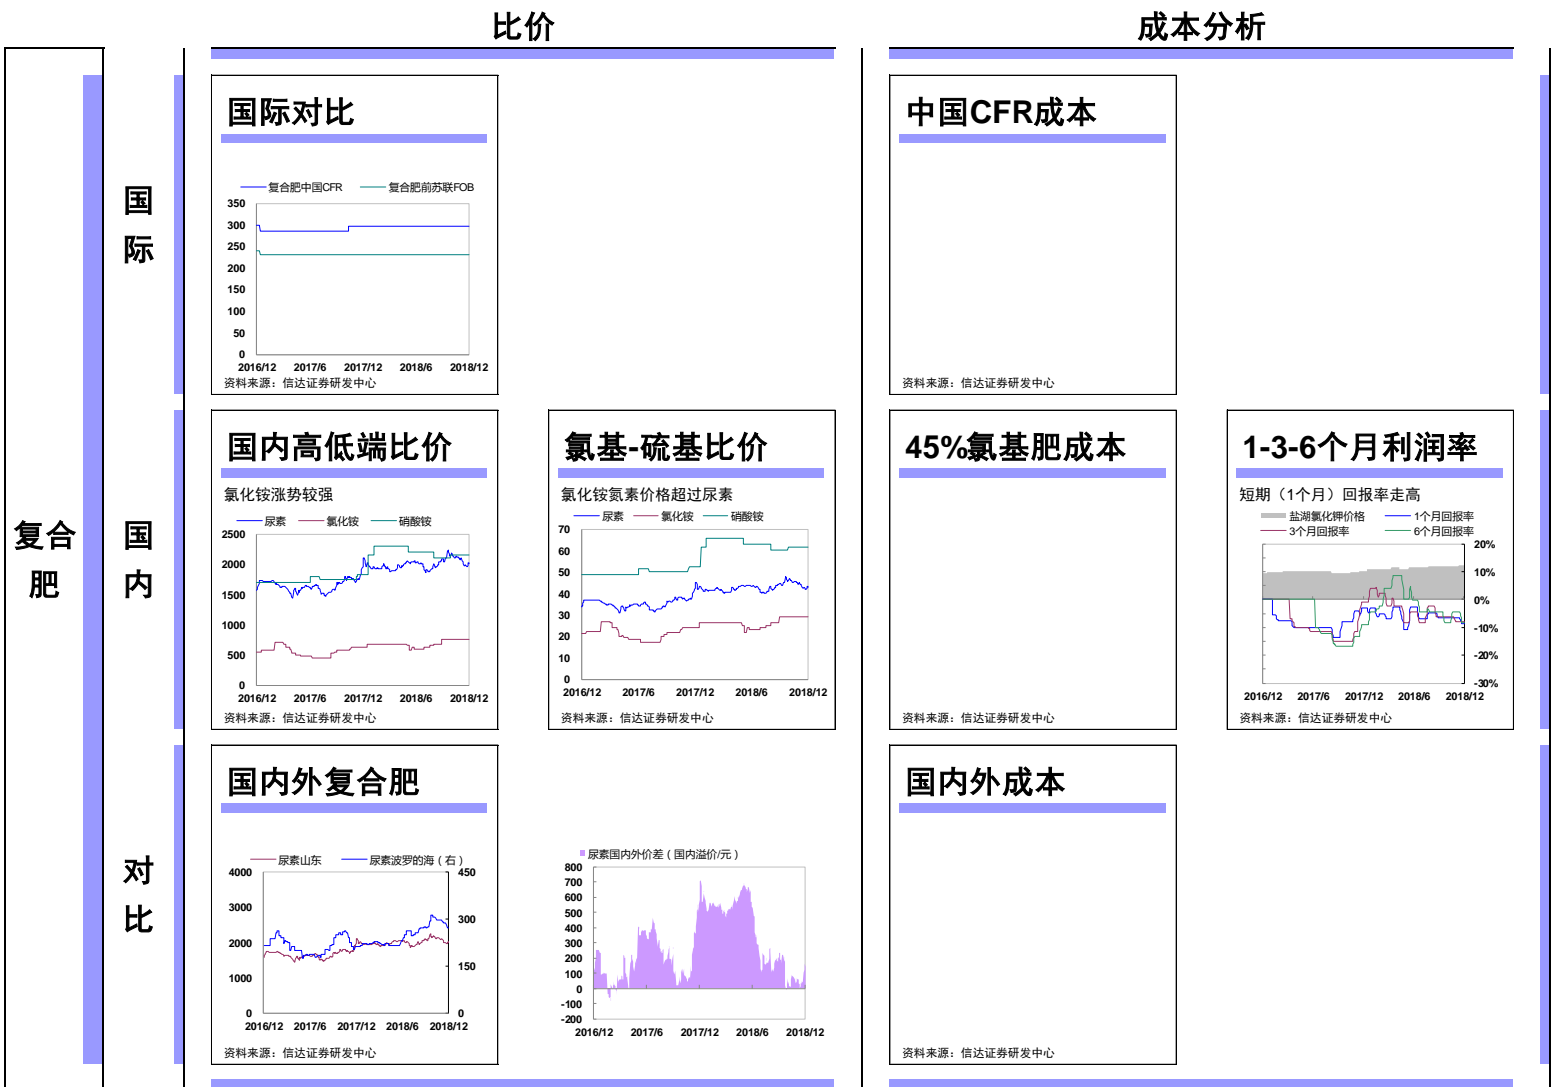 比价
成本分析
复合
肥
国
际
国际对比
复合肥中国CFR
复合肥前苏联FOB
350
300
250
200
150
100
50
0
2016/12 2017/6 2017/12 2018/6 2018/12
资料来源：信达证券研发中心
中国CFR成本
资料来源：信达证券研发中心
国
内
国内高低端比价
氯化铵涨势较强
尿素 氯化铵 硝酸铵
2500
2000
1500
1000
500
0
2016/12 2017/6 2017/12 2018/6 2018/12
资料来源：信达证券研发中心
氯基-硫基比价
氯化铵氮素价格超过尿素
尿素 氯化铵 硝酸铵
70
60
50
40
30
20
10
0
2016/12 2017/6 2017/12 2018/6 2018/12
资料来源：信达证券研发中心
45%氯基肥成本
资料来源：信达证券研发中心
1-3-6个月利润率
短期（1个月）回报率走高
盐湖氯化钾价格 1个月回报率
3个月回报率 6个月回报率
20%
10%
0%
-10%
-20%
-30%
2016/12 2017/6 2017/12 2018/6 2018/12
资料来源：信达证券研发中心
对
比
国内外复合肥
尿素山东 尿素波罗的海（右）
4000 450
3000 300
2000
1000 150
0 0
2016/12 2017/6 2017/12 2018/6 2018/12
资料来源：信达证券研发中心
尿素国内外价差（国内溢价/元）
800
700
600
500
400
300
200
100
0
-100
-200
2016/12 2017/6 2017/12 2018/6 2018/12
国内外成本
资料来源：信达证券研发中心